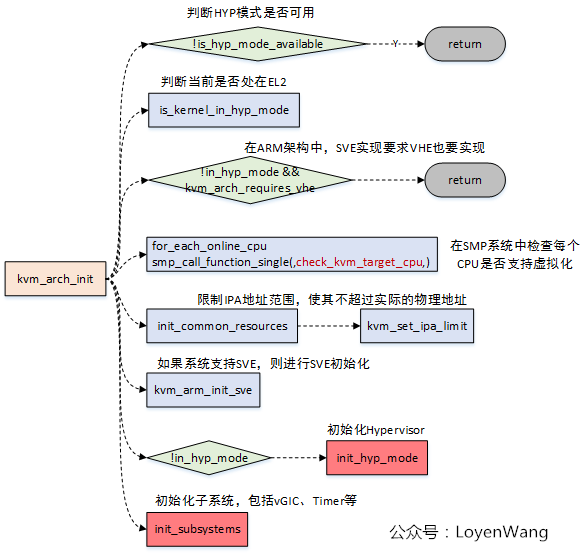 判断HYP模式是否可用
!is_hyp_mode_available
Y
return
判断当前是否处在EL2
is_kernel_in_hyp_mode
在ARM架构中，SVE实现要求VHE也要实现
!in_hyp_mode &&
kvm_arch_requires_vhe
return
for_each_online_cpu
smp_call_function_single(,check_kvm_target_cpu,)
在SMP系统中检查每个
CPU是否支持虚拟化
kvm_arch_init
限制IPA地址范围，使其不超过实际的物理地址
init_common_resources
kvm_set_ipa_limit
如果系统支持SVE，则进行SVE初始化
kvm_arm_init_sve
初始化Hypervisor
!in_hyp_mode
init_hyp_mode
初始化子系统，包括vGIC、Timer等
init_subsystems
公众号：LoyenWang